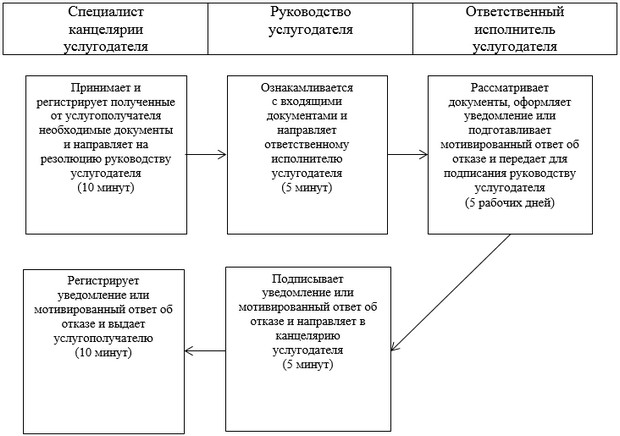 Специалист
канцелярии
услугодателя
Руководство
услугодателя
Ответственный
исполнитель
услугодателя
Принимает и
регистрирует полученные
от услугополучателя
необходимые документы
и направляет на
резолюцию руководству
услугодателя
(10 минут)
Ознакамливается
с входящими
документами и
направляет
ответственному
исполнителю
услугодателя
(5 минут)
Рассматривает
документы, оформляет
уведомление или
подготавливает
мотивированный ответ об
отказе и передает для
подписания руководству
услугодателя
(5 рабочих дней)
Регистрирует
уведомление или
мотивированный ответ об
отказе и выдает
услугополучателю
(10 минут)
Подписывает
уведомление или
мотивированный ответ об
отказе и направляет в
канцелярию
услугодателя
(5 минут)